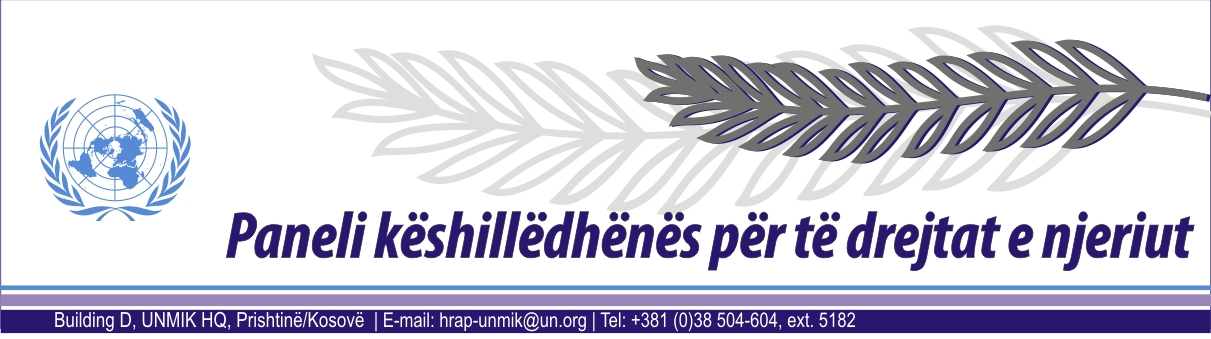 Paneli këshillëdhënës për të drejtat e njeriut
Building D, UNMIK HQ, Prishtinë/Kosovë | E-mail: hrap-unmik@un.org | Tel: +381 (0)38 504-604, ext. 5182